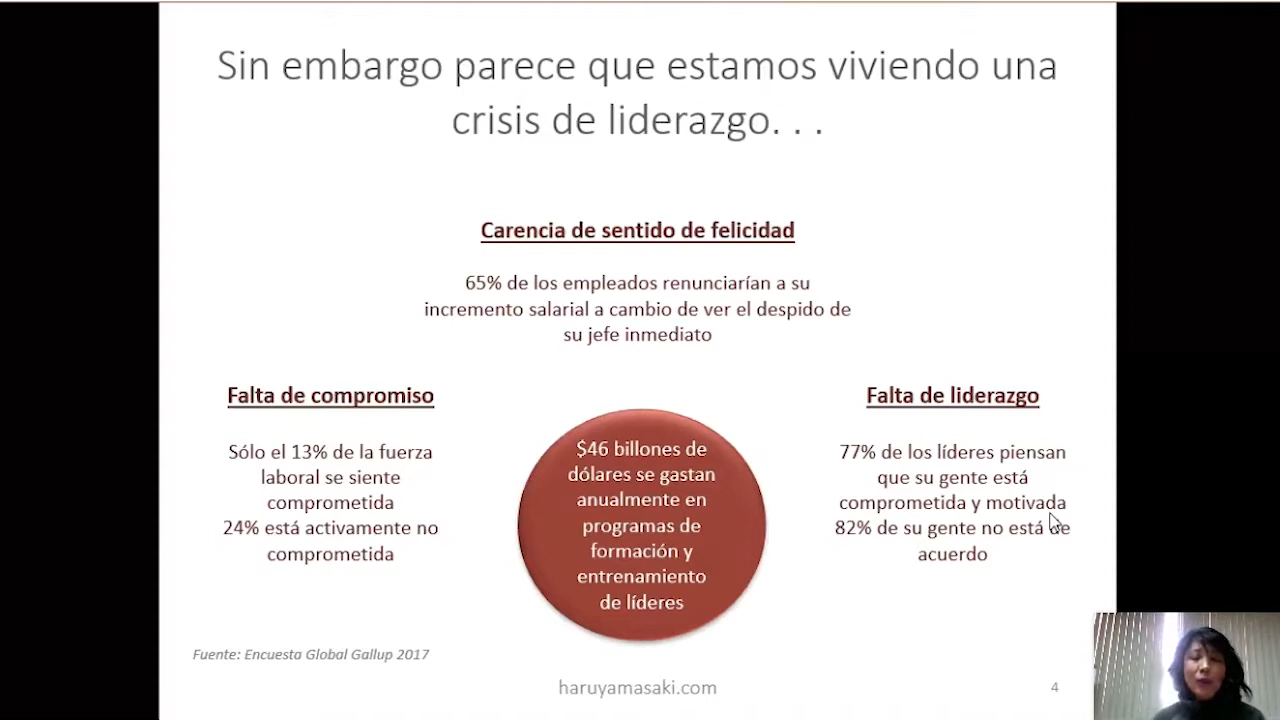 Sin embargo parece que estamos viviendo una
crisis de liderazgo. . .
Carencia de sentido de felicidad
65% de los empleados renunciarían a su
incremento salarial a cambio de ver el despido de
su jefe inmediato
Falta de compromiso
Sólo el 13% de la fuerza
laboral se siente
comprometida
24% está activamente no
comprometida
$46 billones de
dólares se gastan
anualmente en
programas de
formación y
entrenamiento
de líderes
Falta de liderazgo
77% de los líderes piensan
que su gente está
comprometida y motivada
82% de su gente no está de
acuerdo
Fuente: Encuesta Global Gallup 2017
haruyamasaki.com
4